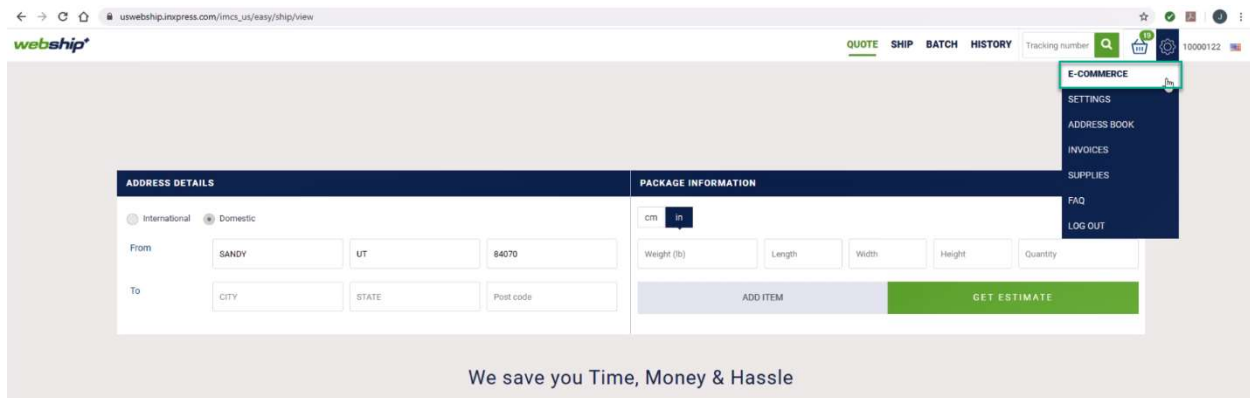 uswebship.inxpress.com/imcs_us/easy/ship/view
J
webship+
QUOTE SHIP BATCH HISTORY Tracking number 19 10000122
E-COMMERCE
SETTINGS
ADDRESS BOOK
INVOICES
SUPPLIES
FAQ
LOG OUT
ADDRESS DETAILS
International Domestic
From SANDY UT 84070
To CITY STATE Post code
PACKAGE INFORMATION
cm in
Weight (lb) Length Width Height Quantity
ADD ITEM GET ESTIMATE
We save you Time, Money & Hassle